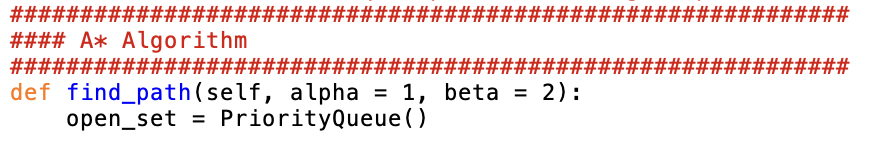 ############################################################
#### A* Algorithm
############################################################
def find_path(self, alpha = 1, beta = 2):
    open_set = PriorityQueue()